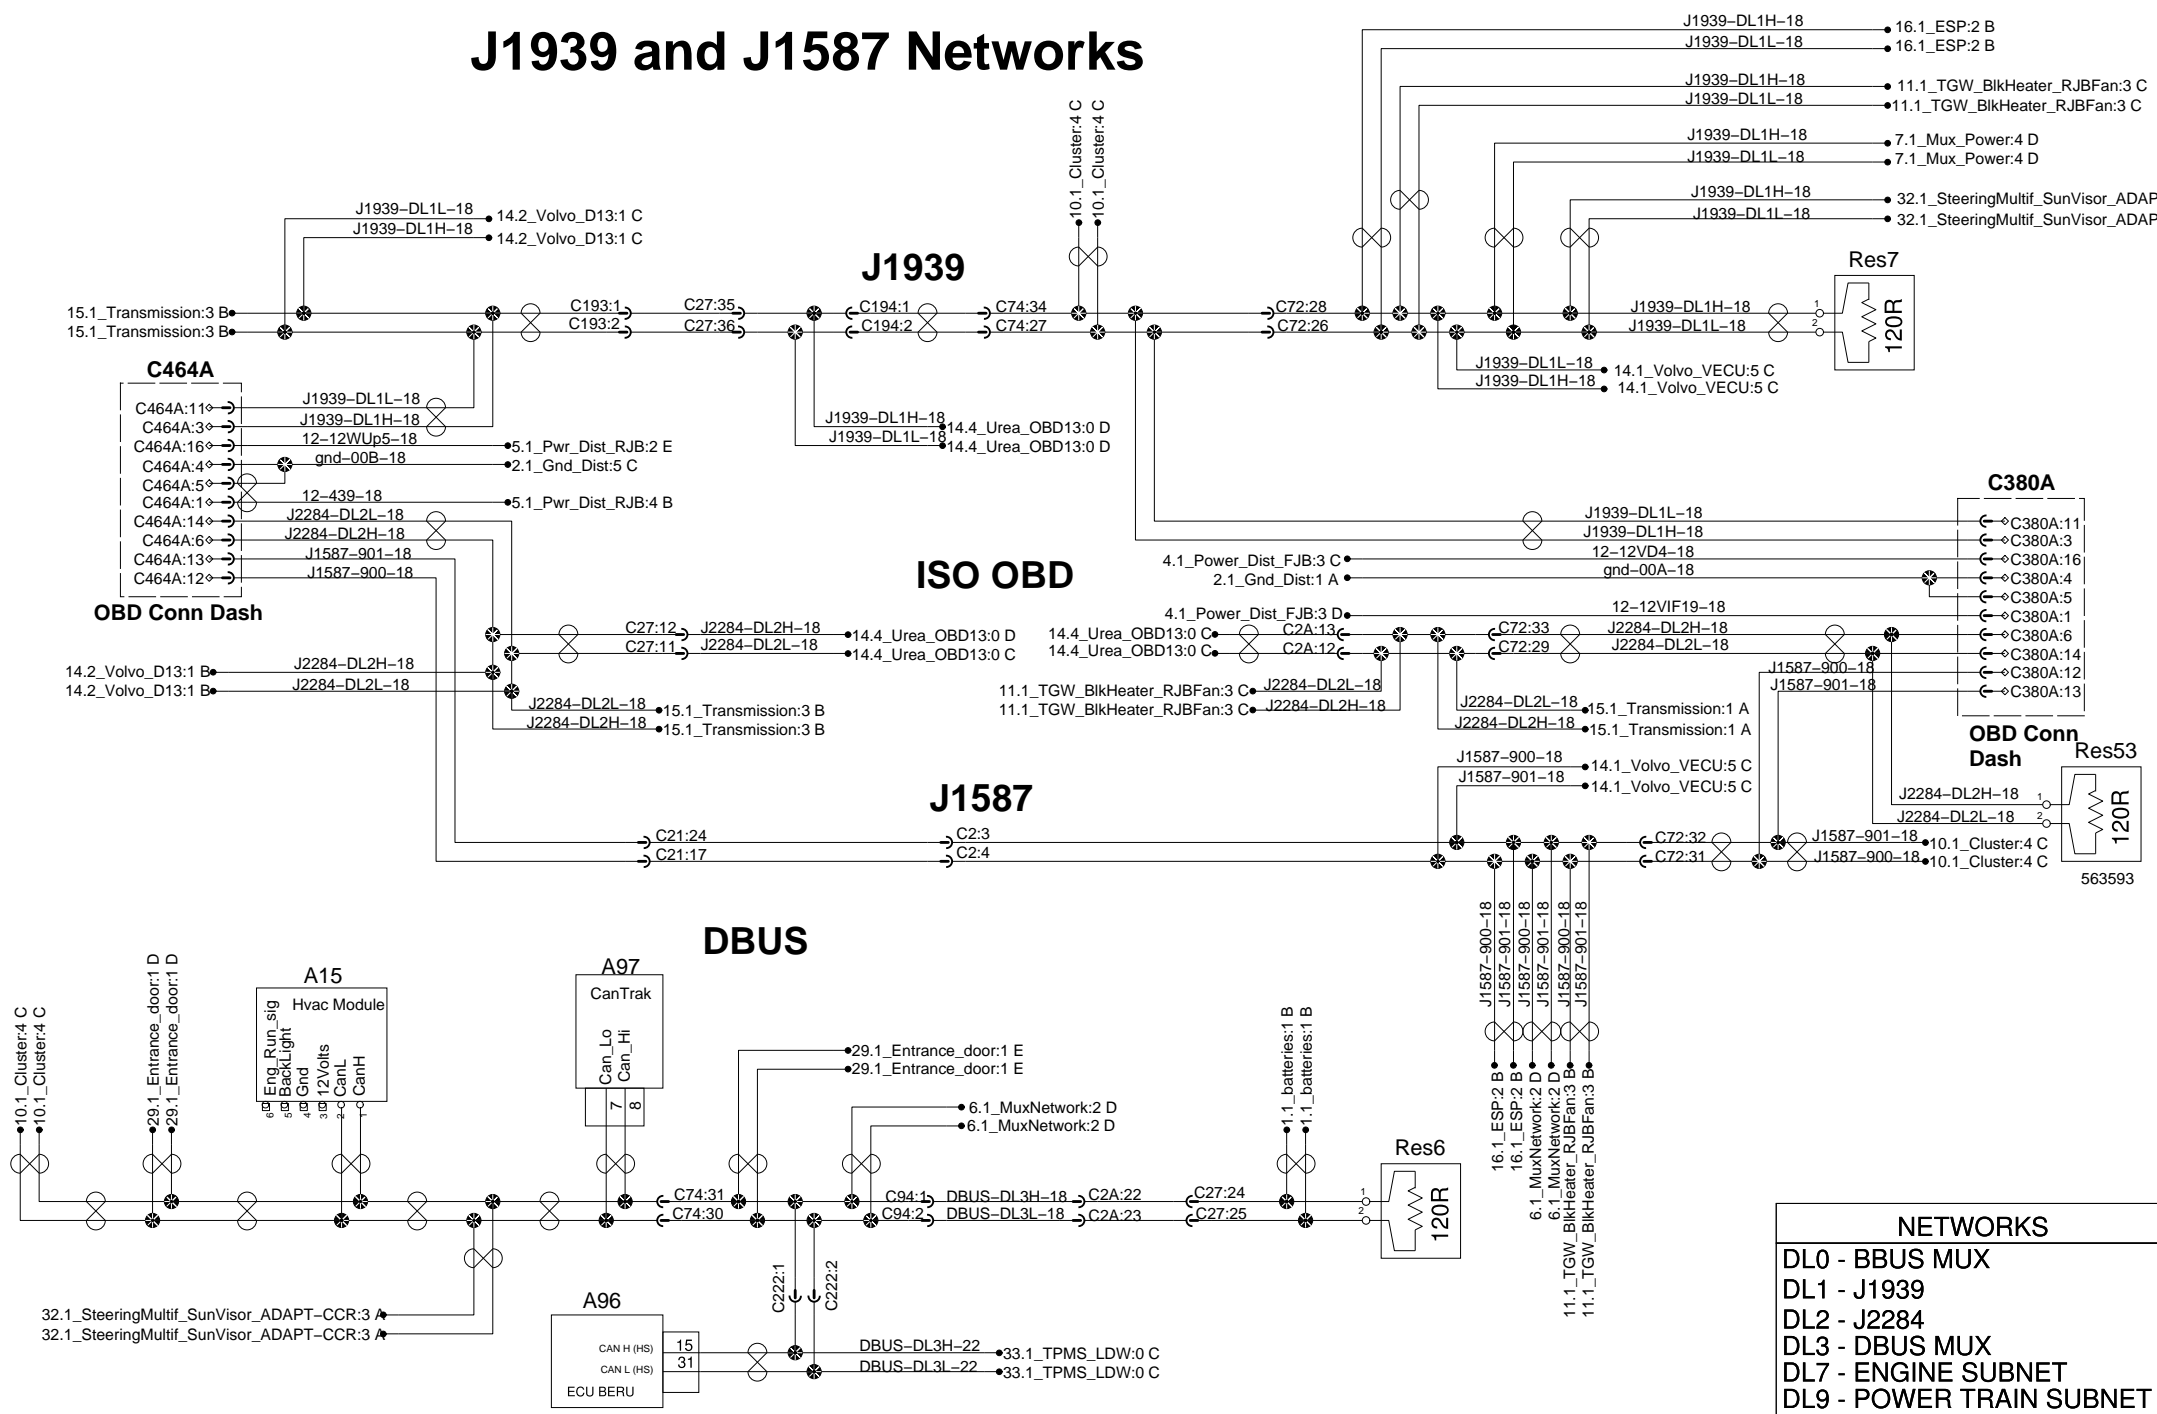 J1939 and J1587 Networks
J1939−DL1H−18
16.1_ESP:2 B
J1939−DL1L−18
16.1_ESP:2 B
J1939−DL1H−18
11.1_TGW_BlkHeater_RJBFan:3 C
J1939−DL1L−18
11.1_TGW_BlkHeater_RJBFan:3 C
J1939−DL1H−18
7.1_Mux_Power:4 D
J1939−DL1L−18
7.1_Mux_Power:4 D
J1939−DL1H−18
32.1_SteeringMultif_SunVisor_ADAP
J1939−DL1L−18
32.1_SteeringMultif_SunVisor_ADAP
10.1_Cluster:4 C
10.1_Cluster:4 C
J1939−DL1L−18
14.2_Volvo_D13:1 C
J1939−DL1H−18
14.2_Volvo_D13:1 C
J1939
Res7
15.1_Transmission:3 B
C193:1
C27:35
C194:1
C74:34
C72:28
J1939−DL1H−18
1
15.1_Transmission:3 B
C193:2
C27:36
C194:2
C74:27
C72:26
J1939−DL1L−18
2
120R
J1939−DL1L−18
14.1_Volvo_VECU:5 C
J1939−DL1H−18
14.1_Volvo_VECU:5 C
C464A
C464A:11
J1939−DL1L−18
C464A:3
J1939−DL1H−18
C464A:16
12−12WUp5−18
5.1_Pwr_Dist_RJB:2 E
C464A:4
gnd−00B−18
2.1_Gnd_Dist:5 C
C464A:5
C464A:1
12−439−18
5.1_Pwr_Dist_RJB:4 B
C464A:14
J2284−DL2L−18
C464A:6
J2284−DL2H−18
C464A:13
J1587−901−18
C464A:12
J1587−900−18
OBD Conn Dash
J1939−DL1H−18
14.4_Urea_OBD13:0 D
J1939−DL1L−18
14.4_Urea_OBD13:0 D
C380A
J1939−DL1L−18
C380A:11
J1939−DL1H−18
C380A:3
4.1_Power_Dist_FJB:3 C
12−12VD4−18
C380A:16
2.1_Gnd_Dist:1 A
gnd−00A−18
C380A:4
C380A:5
4.1_Power_Dist_FJB:3 D
12−12VIF19−18
C380A:1
14.4_Urea_OBD13:0 C
C2A:13
C72:33
J2284−DL2H−18
C380A:6
14.4_Urea_OBD13:0 C
C2A:12
C72:29
J2284−DL2L−18
C380A:14
J1587−900−18
C380A:12
J1587−901−18
C380A:13
OBD Conn
Dash
ISO OBD
C27:12
J2284−DL2H−18
14.4_Urea_OBD13:0 D
C27:11
J2284−DL2L−18
14.4_Urea_OBD13:0 C
14.2_Volvo_D13:1 B
J2284−DL2H−18
14.2_Volvo_D13:1 B
J2284−DL2L−18
J2284−DL2L−18
15.1_Transmission:3 B
J2284−DL2H−18
15.1_Transmission:3 B
11.1_TGW_BlkHeater_RJBFan:3 C
J2284−DL2L−18
11.1_TGW_BlkHeater_RJBFan:3 C
J2284−DL2H−18
J2284−DL2L−18
15.1_Transmission:1 A
J2284−DL2H−18
15.1_Transmission:1 A
J1587−900−18
14.1_Volvo_VECU:5 C
J1587−901−18
14.1_Volvo_VECU:5 C
Res53
J2284−DL2H−18
1
J2284−DL2L−18
2
120R
563593
J1587
C21:24
C2:3
C72:32
J1587−901−18
10.1_Cluster:4 C
C21:17
C2:4
C72:31
J1587−900−18
10.1_Cluster:4 C
J1587−900−18
J1587−901−18
J1587−900−18
J1587−901−18
J1587−900−18
J1587−901−18
16.1_ESP:2 B
16.1_ESP:2 B
6.1_MuxNetwork:2 D
6.1_MuxNetwork:2 D
11.1_TGW_BlkHeater_RJBFan:3 B
11.1_TGW_BlkHeater_RJBFan:3 B
DBUS
10.1_Cluster:4 C
10.1_Cluster:4 C
29.1_Entrance_door:1 D
29.1_Entrance_door:1 D
A15
Hvac Module
Eng_Run_sig
BackLight
Gnd
12Volts
CanL
CanH
6
5
4
3
2
1
A97
CanTrak
Can_Lo
Can_Hi
7
8
29.1_Entrance_door:1 E
29.1_Entrance_door:1 E
6.1_MuxNetwork:2 D
6.1_MuxNetwork:2 D
1.1_batteries:1 B
1.1_batteries:1 B
Res6
C74:31
C94:1
DBUS−DL3H−18
C2A:22
C27:24
1
C74:30
C94:2
DBUS−DL3L−18
C2A:23
C27:25
2
120R
C222:1
C222:2
32.1_SteeringMultif_SunVisor_ADAPT−CCR:3 A
32.1_SteeringMultif_SunVisor_ADAPT−CCR:3 A
A96
CAN H (HS)
15
DBUS−DL3H−22
33.1_TPMS_LDW:0 C
CAN L (HS)
31
DBUS−DL3L−22
33.1_TPMS_LDW:0 C
ECU BERU
NETWORKS
DL0 - BBUS MUX
DL1 - J1939
DL2 - J2284
DL3 - DBUS MUX
DL7 - ENGINE SUBNET
DL9 - POWER TRAIN SUBNET